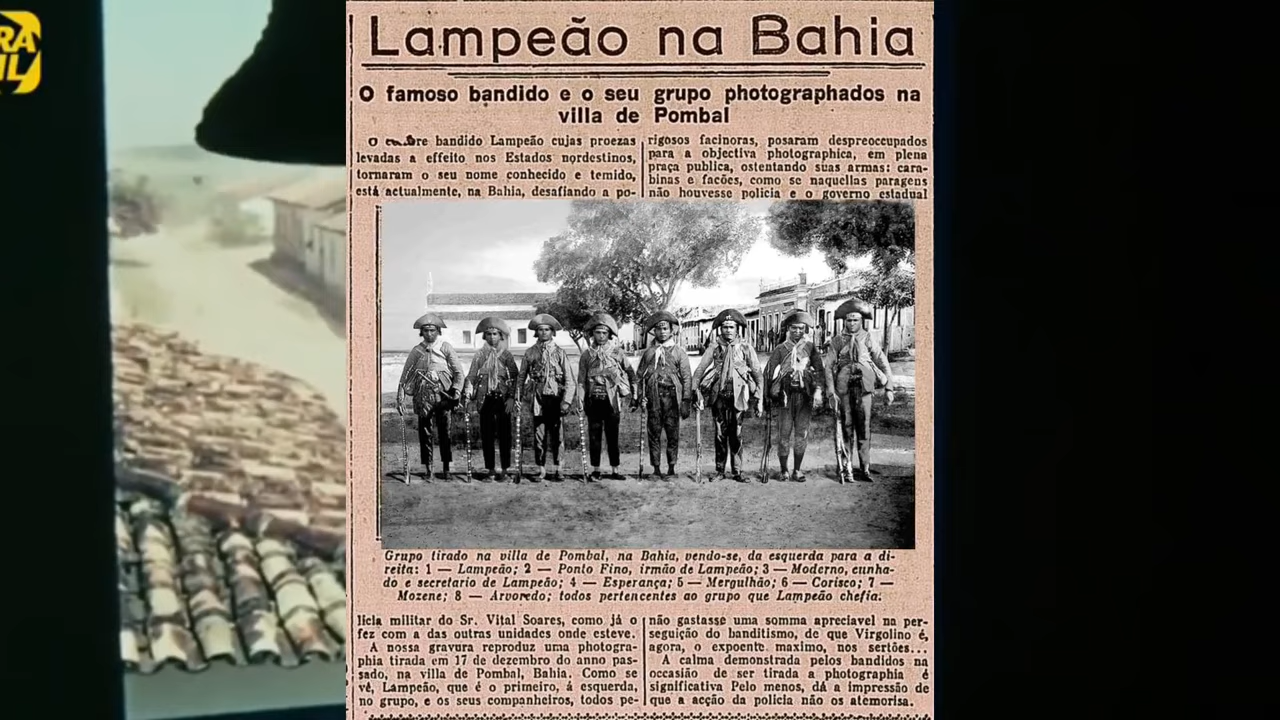 RA
IL
Lampeão na Bahia
O famoso bandido e o seu grupo photographados na
villa de Pombal
O bandido Lampeão cujas proezas
levadas a effeito nos Estados nordestinos,
tornaram o seu nome conhecido e temido,
está actualmente, na Bahia, desafiando a po-
rigosos facinoras, posaram despreoccupados
para a objectiva photographica, em plena
praça publica, ostentando suas armas: cara-
binas e facões, como se naquellas paragens
não houvesse policia e o governo estadual
Grupo tirado na villa de Pombal, na Bahia, vendo-se, da esquerda para a di-
reita: 1 — Lampeão; 2 — Ponto Fino, irmão de Lampeão; 3 — Moderno, cunha-
do e secretario de Lampeão; 4 — Esperança; 5 — Mergulhão; 6 — Corisco; 7 —
Mozene; 8 — Arvoredo; todos pertencentes ao grupo que Lampeão chefia.
licia militar do Sr. Vital Soares, como já o
fez com a das outras unidades onde esteve.
A nossa gravura reproduz uma photogra-
phia tirada em 17 de dezembro do anno pas-
sado, na villa de Pombal, Bahia. Como se
vê, Lampeão, que é o primeiro, á esquerda,
no grupo, e os seus companheiros, todos pe-
não gastasse uma somma apreciavel na per-
seguição do banditismo, de que Virgolino é,
agora, o expoente maximo, nos sertões...
A calma demonstrada pelos bandidos na
occasião de ser tirada a photographia é
significativa Pelo menos, dá a impressão de
que a acção da policia não os atemorisa.